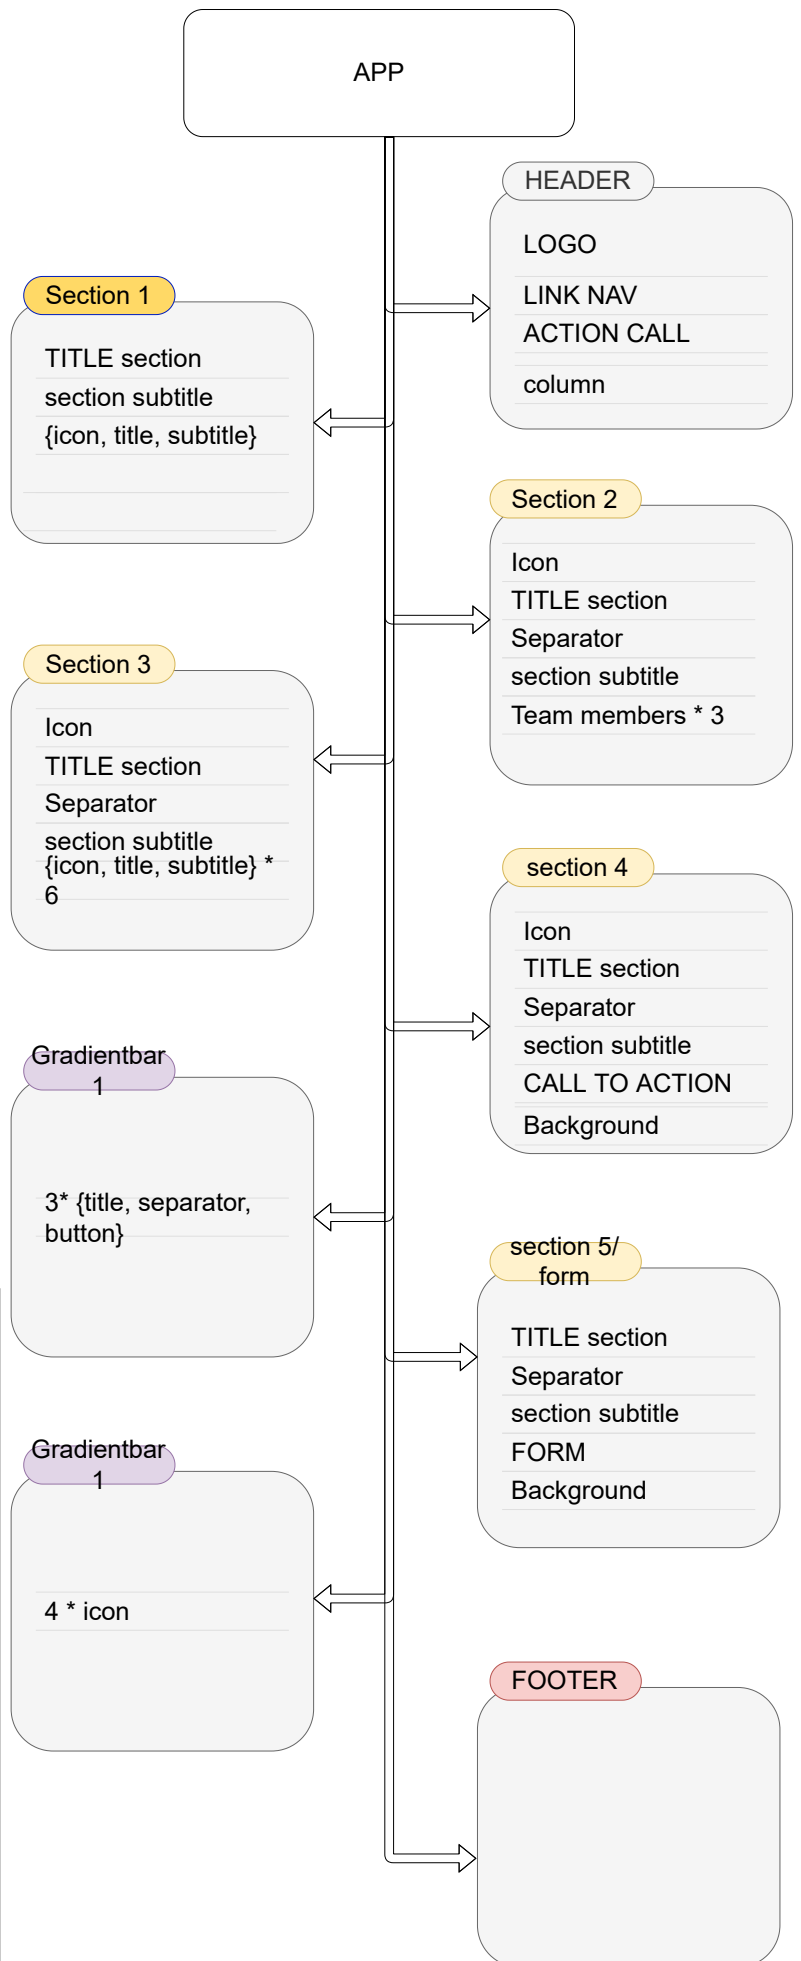 APP
HEADER
LOGO
LINK NAV
ACTION CALL
column
Section 1
TITLE section
section subtitle
{icon, title, subtitle}
Section 2
Icon
TITLE section
Separator
section subtitle
Team members * 3
Section 3
Icon
TITLE section
Separator
section subtitle
{icon, title, subtitle} *
6
section 4
Icon
TITLE section
Separator
section subtitle
CALL TO ACTION
Background
Gradientbar
1
3* {title, separator,
button}
section 5/
form
TITLE section
Separator
section subtitle
FORM
Background
Gradientbar
1
4 * icon
FOOTER